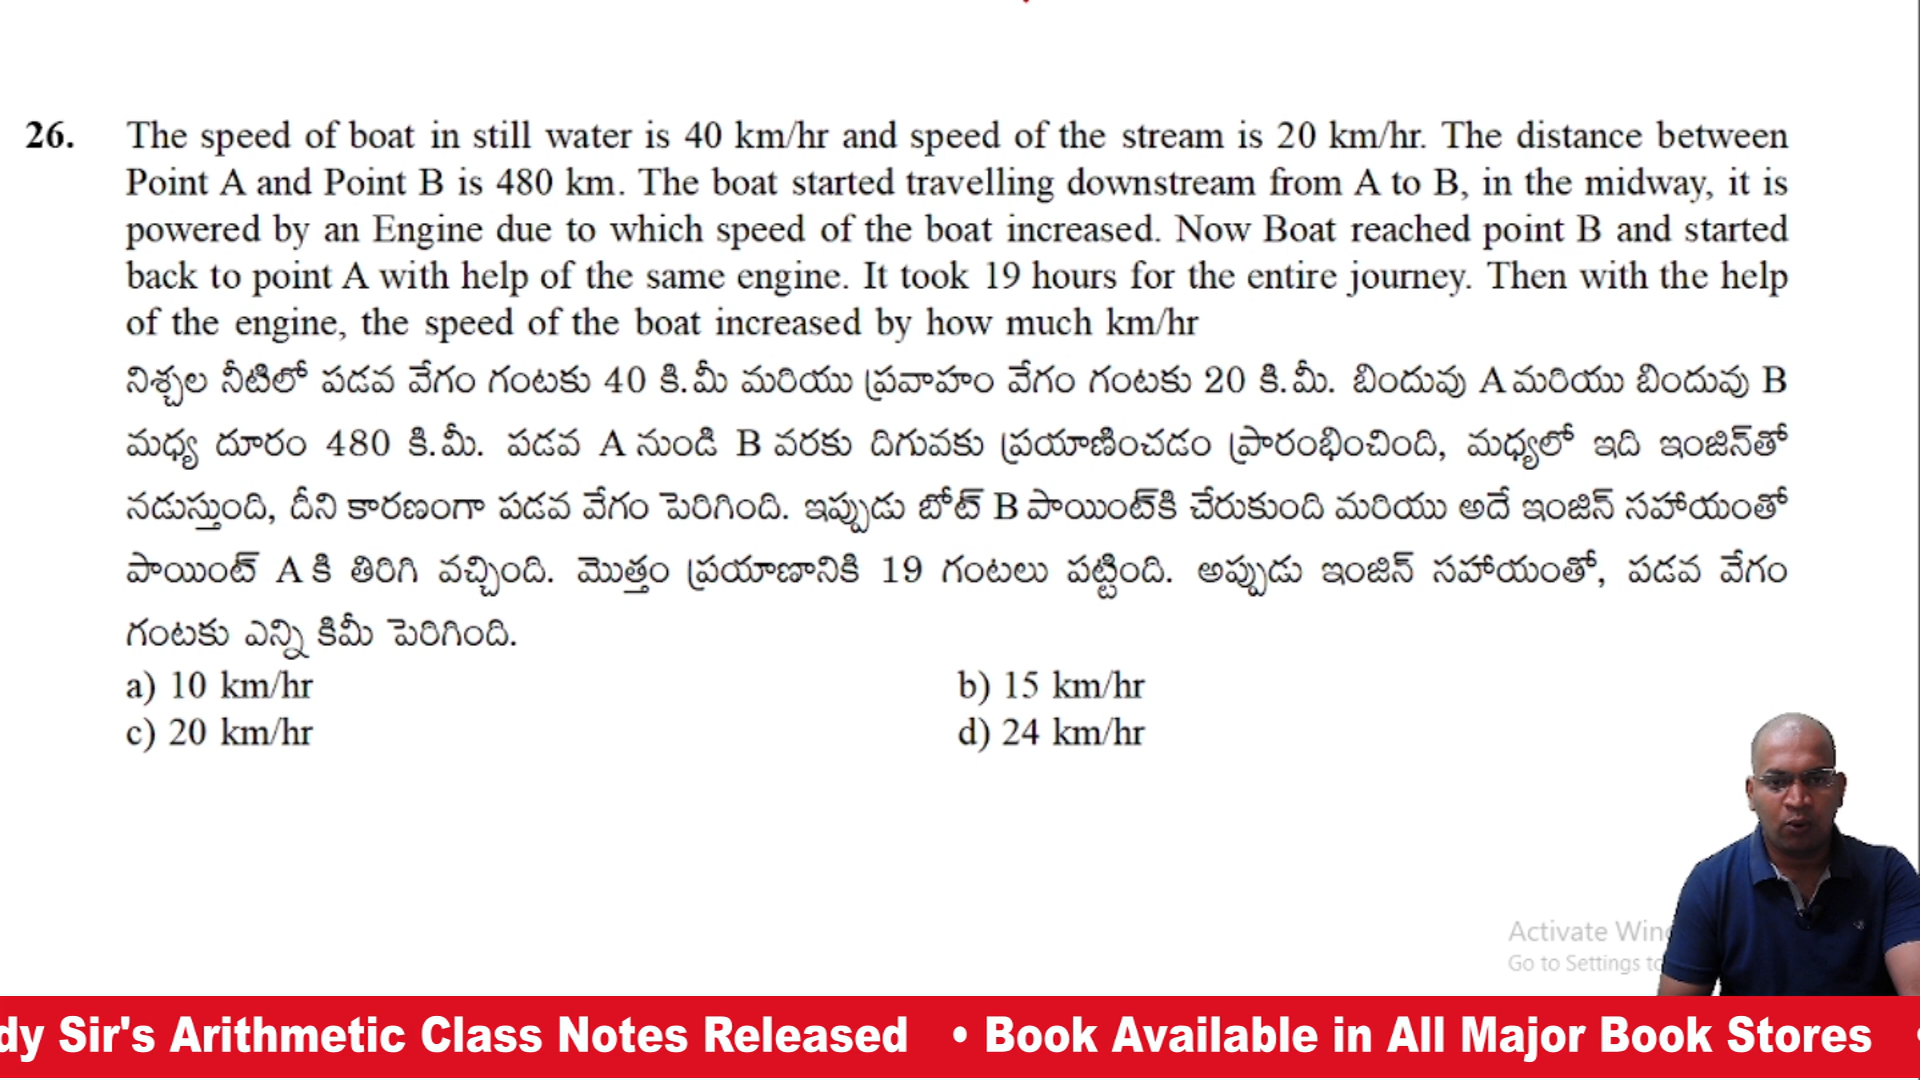 26. The speed of boat in still water is 40 km/hr and speed of the stream is 20 km/hr. The distance between
Point A and Point B is 480 km. The boat started travelling downstream from A to B, in the midway, it is
powered by an Engine due to which speed of the boat increased. Now Boat reached point B and started
back to point A with help of the same engine. It took 19 hours for the entire journey. Then with the help
of the engine, the speed of the boat increased by how much km/hr
నిశ్చల నీటిలో పడవ వేగం గంటకు 40 కి.మీ మరియు ప్రవాహం వేగం గంటకు 20 కి.మీ. బిందువు A మరియు బిందువు B
మధ్య దూరం 480 కి.మీ. పడవ A నుండి B వరకు దిగువకు ప్రయాణించడం ప్రారంభించింది, మధ్యలో ఇది ఇంజిన్‌తో
నడుస్తుంది, దీని కారణంగా పడవ వేగం పెరిగింది. ఇప్పుడు బోట్ B పాయింట్‌కి చేరుకుంది మరియు అదే ఇంజిన్ సహాయంతో
పాయింట్ A కి తిరిగి వచ్చింది. మొత్తం ప్రయాణానికి 19 గంటలు పట్టింది. అప్పుడు ఇంజిన్ సహాయంతో, పడవ వేగం
గంటకు ఎన్ని కిమీ పెరిగింది.
a) 10 km/hr b) 15 km/hr
c) 20 km/hr d) 24 km/hr
Activate Win
Go to Settings to
dy Sir's Arithmetic Class Notes Released • Book Available in All Major Book Stores